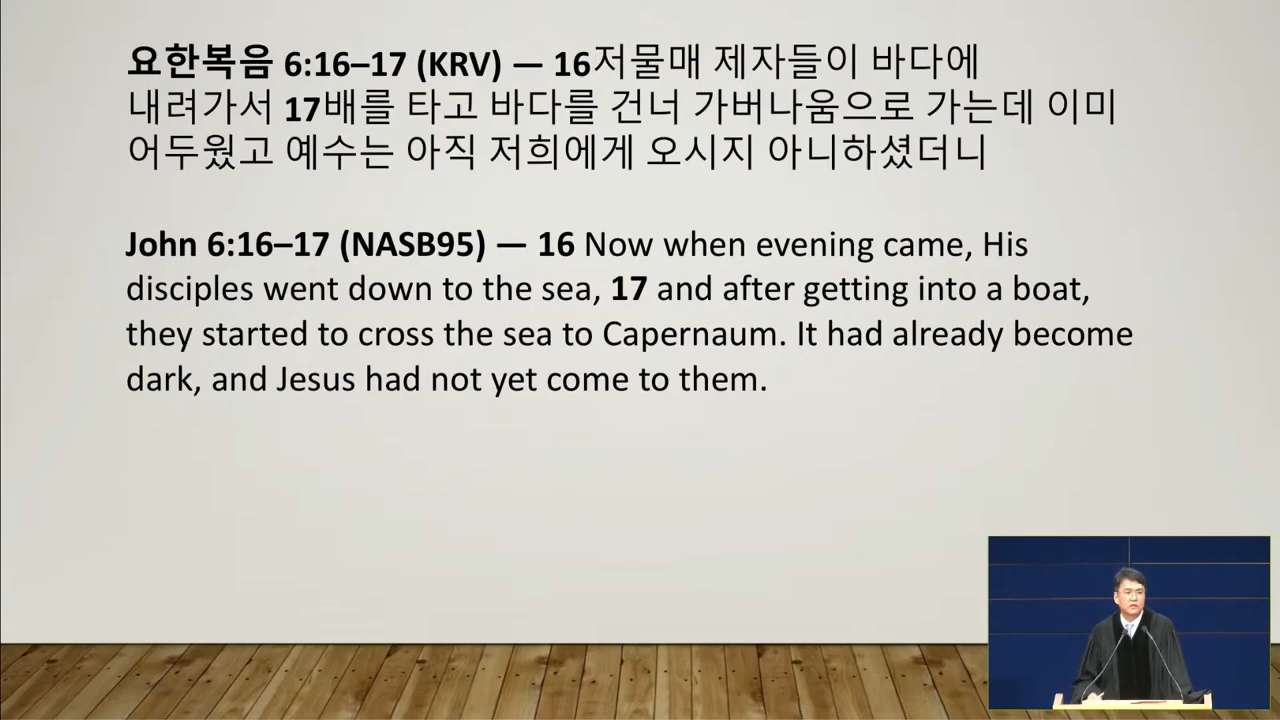 요한복음 6:16–17 (KRV) — 16저물매 제자들이 바다에
내려가서 17배를 타고 바다를 건너 가버나움으로 가는데 이미
어두웠고 예수는 아직 저희에게 오시지 아니하셨더니
John 6:16–17 (NASB95) — 16 Now when evening came, His
disciples went down to the sea, 17 and after getting into a boat,
they started to cross the sea to Capernaum. It had already become
dark, and Jesus had not yet come to them.